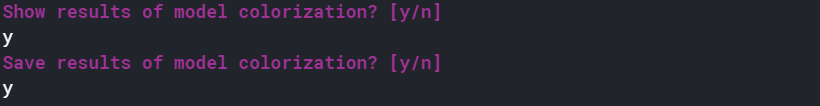 Show results of model colorization? [y/n]
y
Save results of model colorization? [y/n]
y